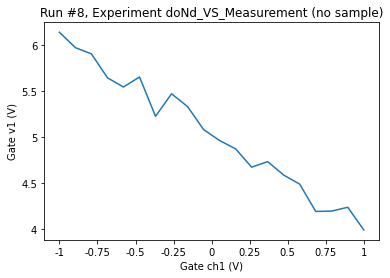 Run #8, Experiment doNd_VS_Measurement (no sample)
6
5.5
5
4.5
4
Gate v1 (V)
-1 -0.75 -0.5 -0.25 0 0.25 0.5 0.75 1
Gate ch1 (V)